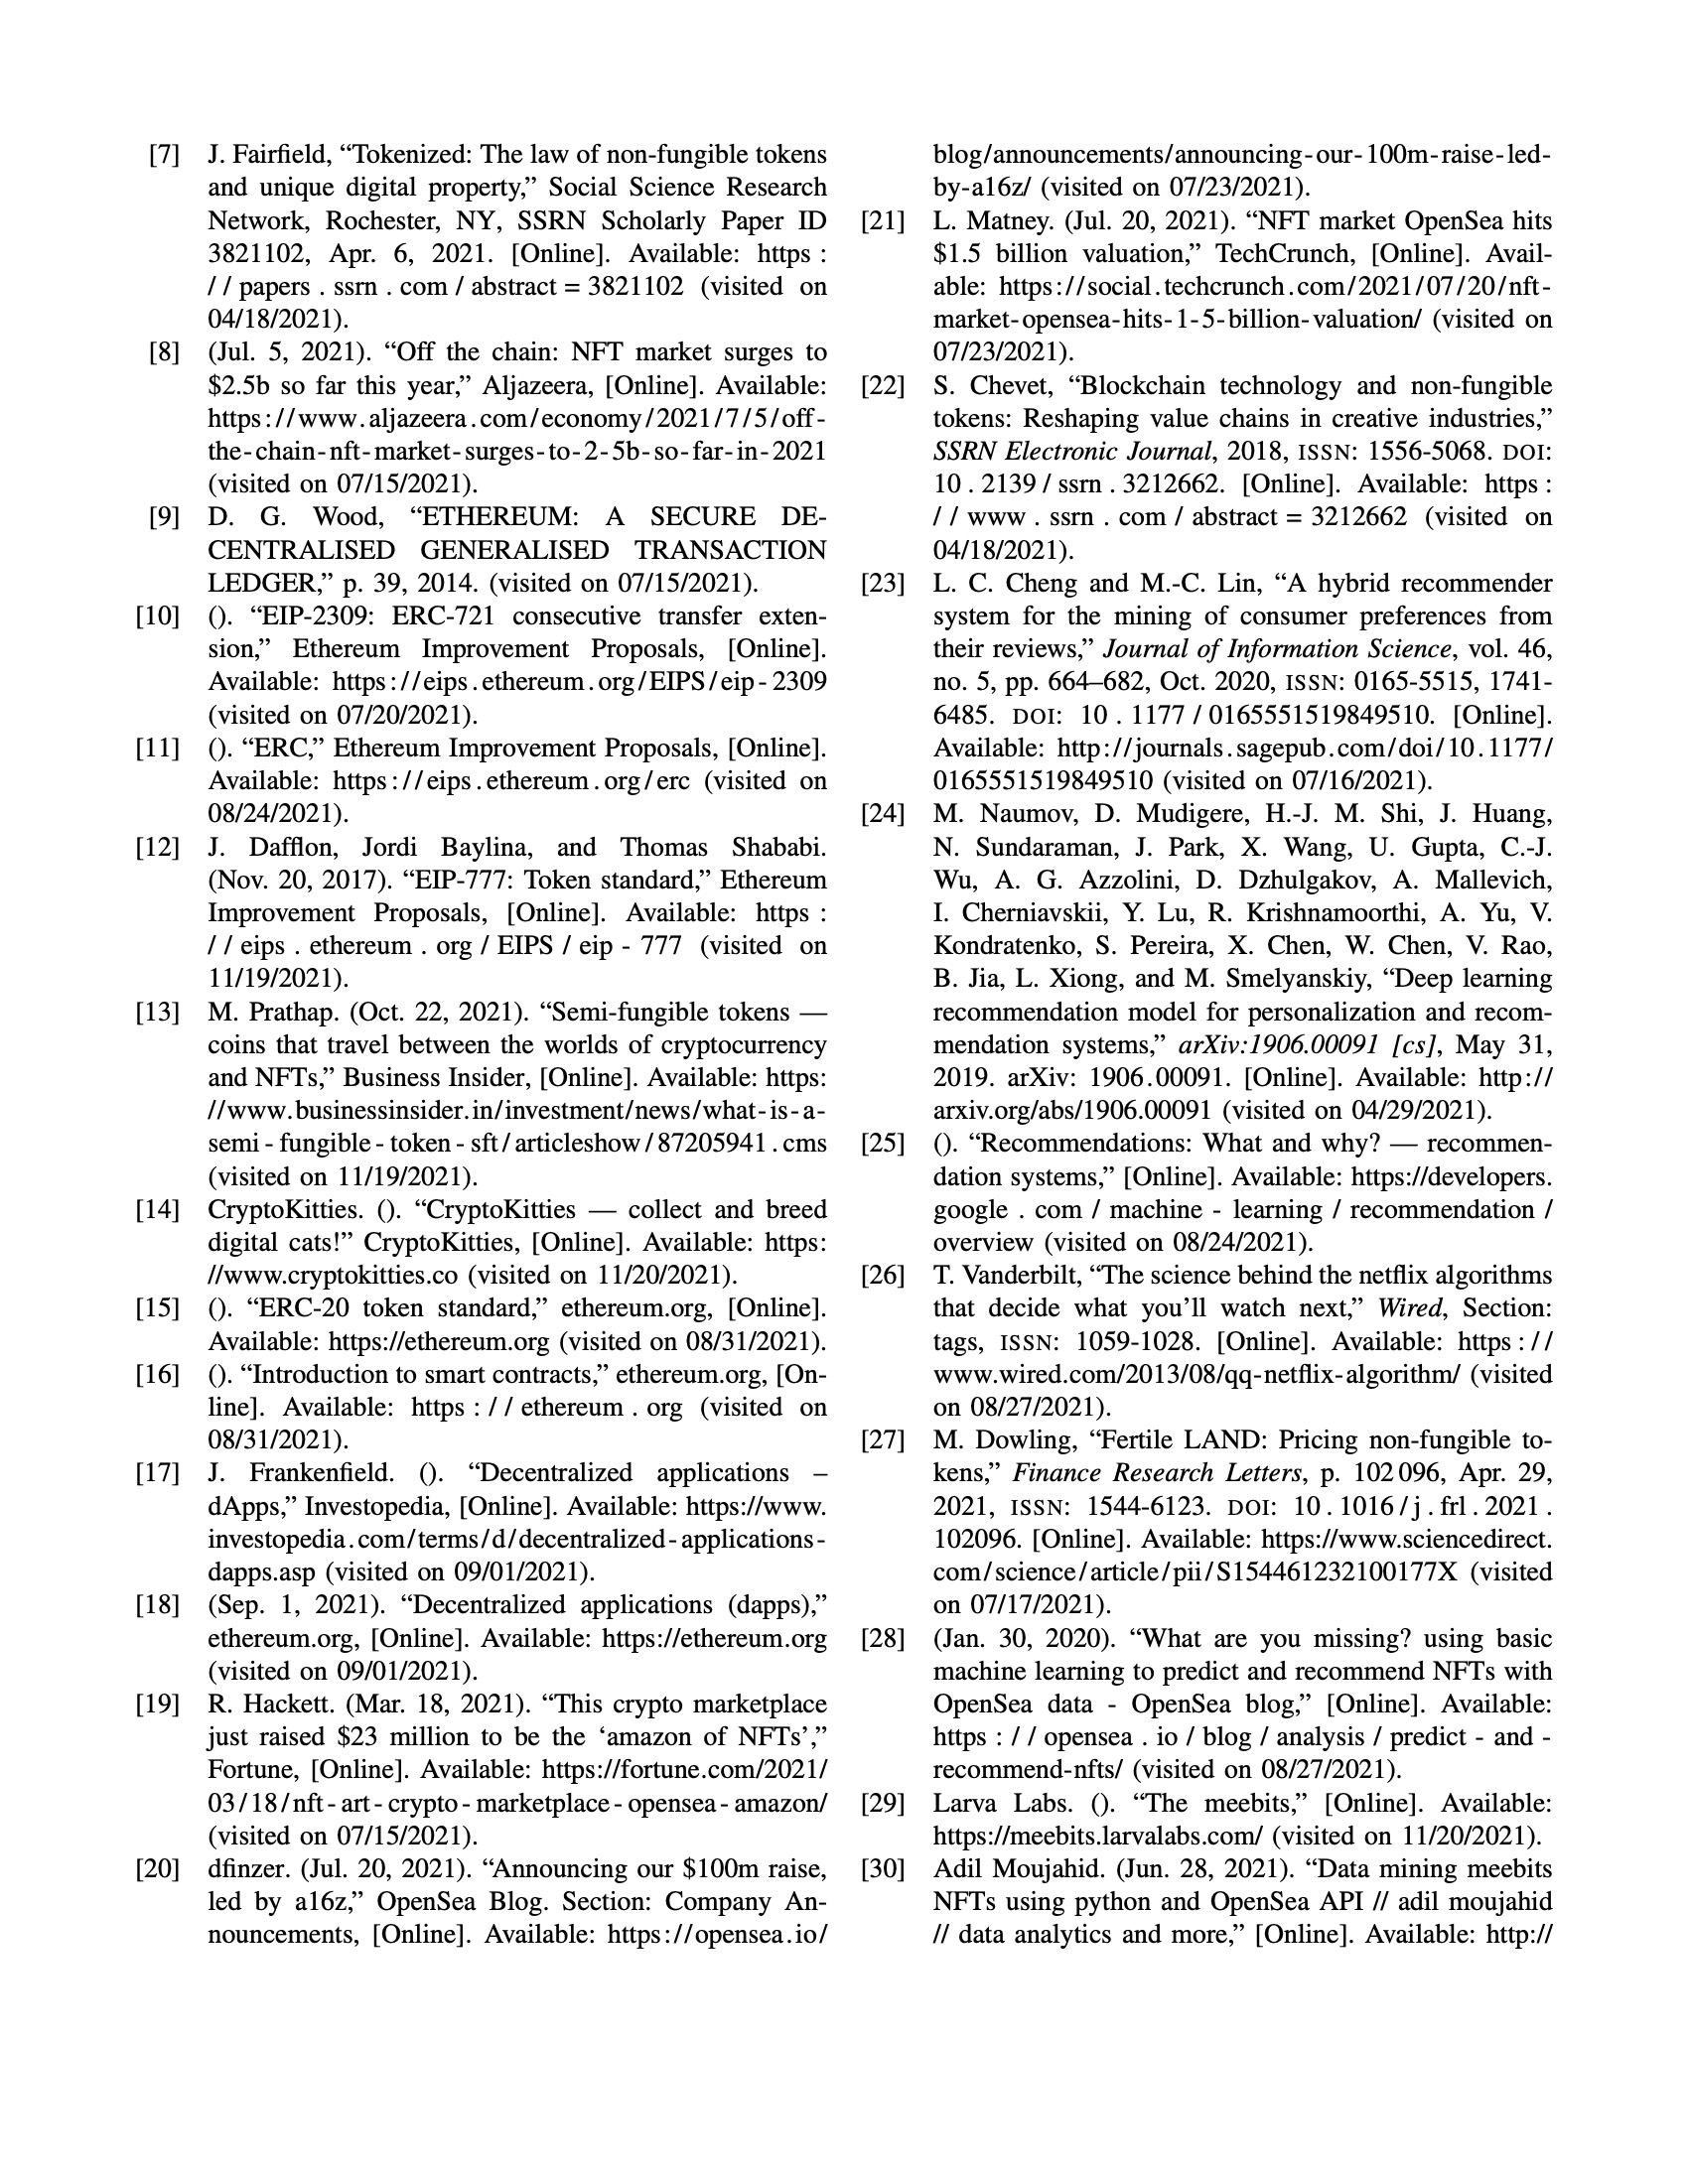 [7] J. Fairfield, “Tokenized: The law of non-fungible tokens
and unique digital property,” Social Science Research
Network, Rochester, NY, SSRN Scholarly Paper ID
3821102, Apr. 6, 2021. [Online]. Available: https :
/ / papers . ssrn . com / abstract = 3821102 (visited on
04/18/2021).
[8] (Jul. 5, 2021). “Off the chain: NFT market surges to
$2.5b so far this year,” Aljazeera, [Online]. Available:
https://www.aljazeera.com/economy/2021/7/5/off-
the-chain-nft-market-surges-to-2-5b-so-far-in-2021
(visited on 07/15/2021).
[9] D. G. Wood, “ETHEREUM: A SECURE DE-
CENTRALISED GENERALISED TRANSACTION
LEDGER,” p. 39, 2014. (visited on 07/15/2021).
[10] (). “EIP-2309: ERC-721 consecutive transfer exten-
sion,” Ethereum Improvement Proposals, [Online].
Available: https://eips.ethereum.org/EIPS/eip-2309
(visited on 07/20/2021).
[11] (). “ERC,” Ethereum Improvement Proposals, [Online].
Available: https://eips.ethereum.org/erc (visited on
08/24/2021).
[12] J. Dafflon, Jordi Baylina, and Thomas Shababi.
(Nov. 20, 2017). “EIP-777: Token standard,” Ethereum
Improvement Proposals, [Online]. Available: https :
/ / eips . ethereum . org / EIPS / eip - 777 (visited on
11/19/2021).
[13] M. Prathap. (Oct. 22, 2021). “Semi-fungible tokens —
coins that travel between the worlds of cryptocurrency
and NFTs,” Business Insider, [Online]. Available: https:
//www.businessinsider.in/investment/news/what-is-a-
semi-fungible-token-sft/articleshow/87205941.cms
(visited on 11/19/2021).
[14] CryptoKitties. (). “CryptoKitties — collect and breed
digital cats!” CryptoKitties, [Online]. Available: https:
//www.cryptokitties.co (visited on 11/20/2021).
[15] (). “ERC-20 token standard,” ethereum.org, [Online].
Available: https://ethereum.org (visited on 08/31/2021).
[16] (). “Introduction to smart contracts,” ethereum.org, [On-
line]. Available: https : / / ethereum . org (visited on
08/31/2021).
[17] J. Frankenfield. (). “Decentralized applications –
dApps,” Investopedia, [Online]. Available: https://www.
investopedia.com/terms/d/decentralized-applications-
dapps.asp (visited on 09/01/2021).
[18] (Sep. 1, 2021). “Decentralized applications (dapps),”
ethereum.org, [Online]. Available: https://ethereum.org
(visited on 09/01/2021).
[19] R. Hackett. (Mar. 18, 2021). “This crypto marketplace
just raised $23 million to be the ‘amazon of NFTs’,”
Fortune, [Online]. Available: https://fortune.com/2021/
03/18/nft-art-crypto-marketplace-opensea-amazon/
(visited on 07/15/2021).
[20] dfinzer. (Jul. 20, 2021). “Announcing our $100m raise,
led by a16z,” OpenSea Blog. Section: Company An-
nouncements, [Online]. Available: https://opensea.io/
blog/announcements/announcing-our-100m-raise-led-
by-a16z/ (visited on 07/23/2021).
[21] L. Matney. (Jul. 20, 2021). “NFT market OpenSea hits
$1.5 billion valuation,” TechCrunch, [Online]. Avail-
able: https://social.techcrunch.com/2021/07/20/nft-
market-opensea-hits-1-5-billion-valuation/ (visited on
07/23/2021).
[22] S. Chevet, “Blockchain technology and non-fungible
tokens: Reshaping value chains in creative industries,”
SSRN Electronic Journal, 2018, ISSN: 1556-5068. DOI:
10 . 2139 / ssrn . 3212662. [Online]. Available: https :
/ / www . ssrn . com / abstract = 3212662 (visited on
04/18/2021).
[23] L. C. Cheng and M.-C. Lin, “A hybrid recommender
system for the mining of consumer preferences from
their reviews,” Journal of Information Science, vol. 46,
no. 5, pp. 664–682, Oct. 2020, ISSN: 0165-5515, 1741-
6485. DOI: 10 . 1177 / 0165551519849510. [Online].
Available: http://journals.sagepub.com/doi/10.1177/
0165551519849510 (visited on 07/16/2021).
[24] M. Naumov, D. Mudigere, H.-J. M. Shi, J. Huang,
N. Sundaraman, J. Park, X. Wang, U. Gupta, C.-J.
Wu, A. G. Azzolini, D. Dzhulgakov, A. Mallevich,
I. Cherniavskii, Y. Lu, R. Krishnamoorthi, A. Yu, V.
Kondratenko, S. Pereira, X. Chen, W. Chen, V. Rao,
B. Jia, L. Xiong, and M. Smelyanskiy, “Deep learning
recommendation model for personalization and recom-
mendation systems,” arXiv:1906.00091 [cs], May 31,
2019. arXiv: 1906.00091. [Online]. Available: http://
arxiv.org/abs/1906.00091 (visited on 04/29/2021).
[25] (). “Recommendations: What and why? — recommen-
dation systems,” [Online]. Available: https://developers.
google . com / machine - learning / recommendation /
overview (visited on 08/24/2021).
[26] T. Vanderbilt, “The science behind the netflix algorithms
that decide what you’ll watch next,” Wired, Section:
tags, ISSN: 1059-1028. [Online]. Available: https://
www.wired.com/2013/08/qq-netflix-algorithm/ (visited
on 08/27/2021).
[27] M. Dowling, “Fertile LAND: Pricing non-fungible to-
kens,” Finance Research Letters, p. 102 096, Apr. 29,
2021, ISSN: 1544-6123. DOI: 10 . 1016 / j . frl . 2021 .
102096. [Online]. Available: https://www.sciencedirect.
com/science/article/pii/S154461232100177X (visited
on 07/17/2021).
[28] (Jan. 30, 2020). “What are you missing? using basic
machine learning to predict and recommend NFTs with
OpenSea data - OpenSea blog,” [Online]. Available:
https : / / opensea . io / blog / analysis / predict - and -
recommend-nfts/ (visited on 08/27/2021).
[29] Larva Labs. (). “The meebits,” [Online]. Available:
https://meebits.larvalabs.com/ (visited on 11/20/2021).
[30] Adil Moujahid. (Jun. 28, 2021). “Data mining meebits
NFTs using python and OpenSea API // adil moujahid
// data analytics and more,” [Online]. Available: http://